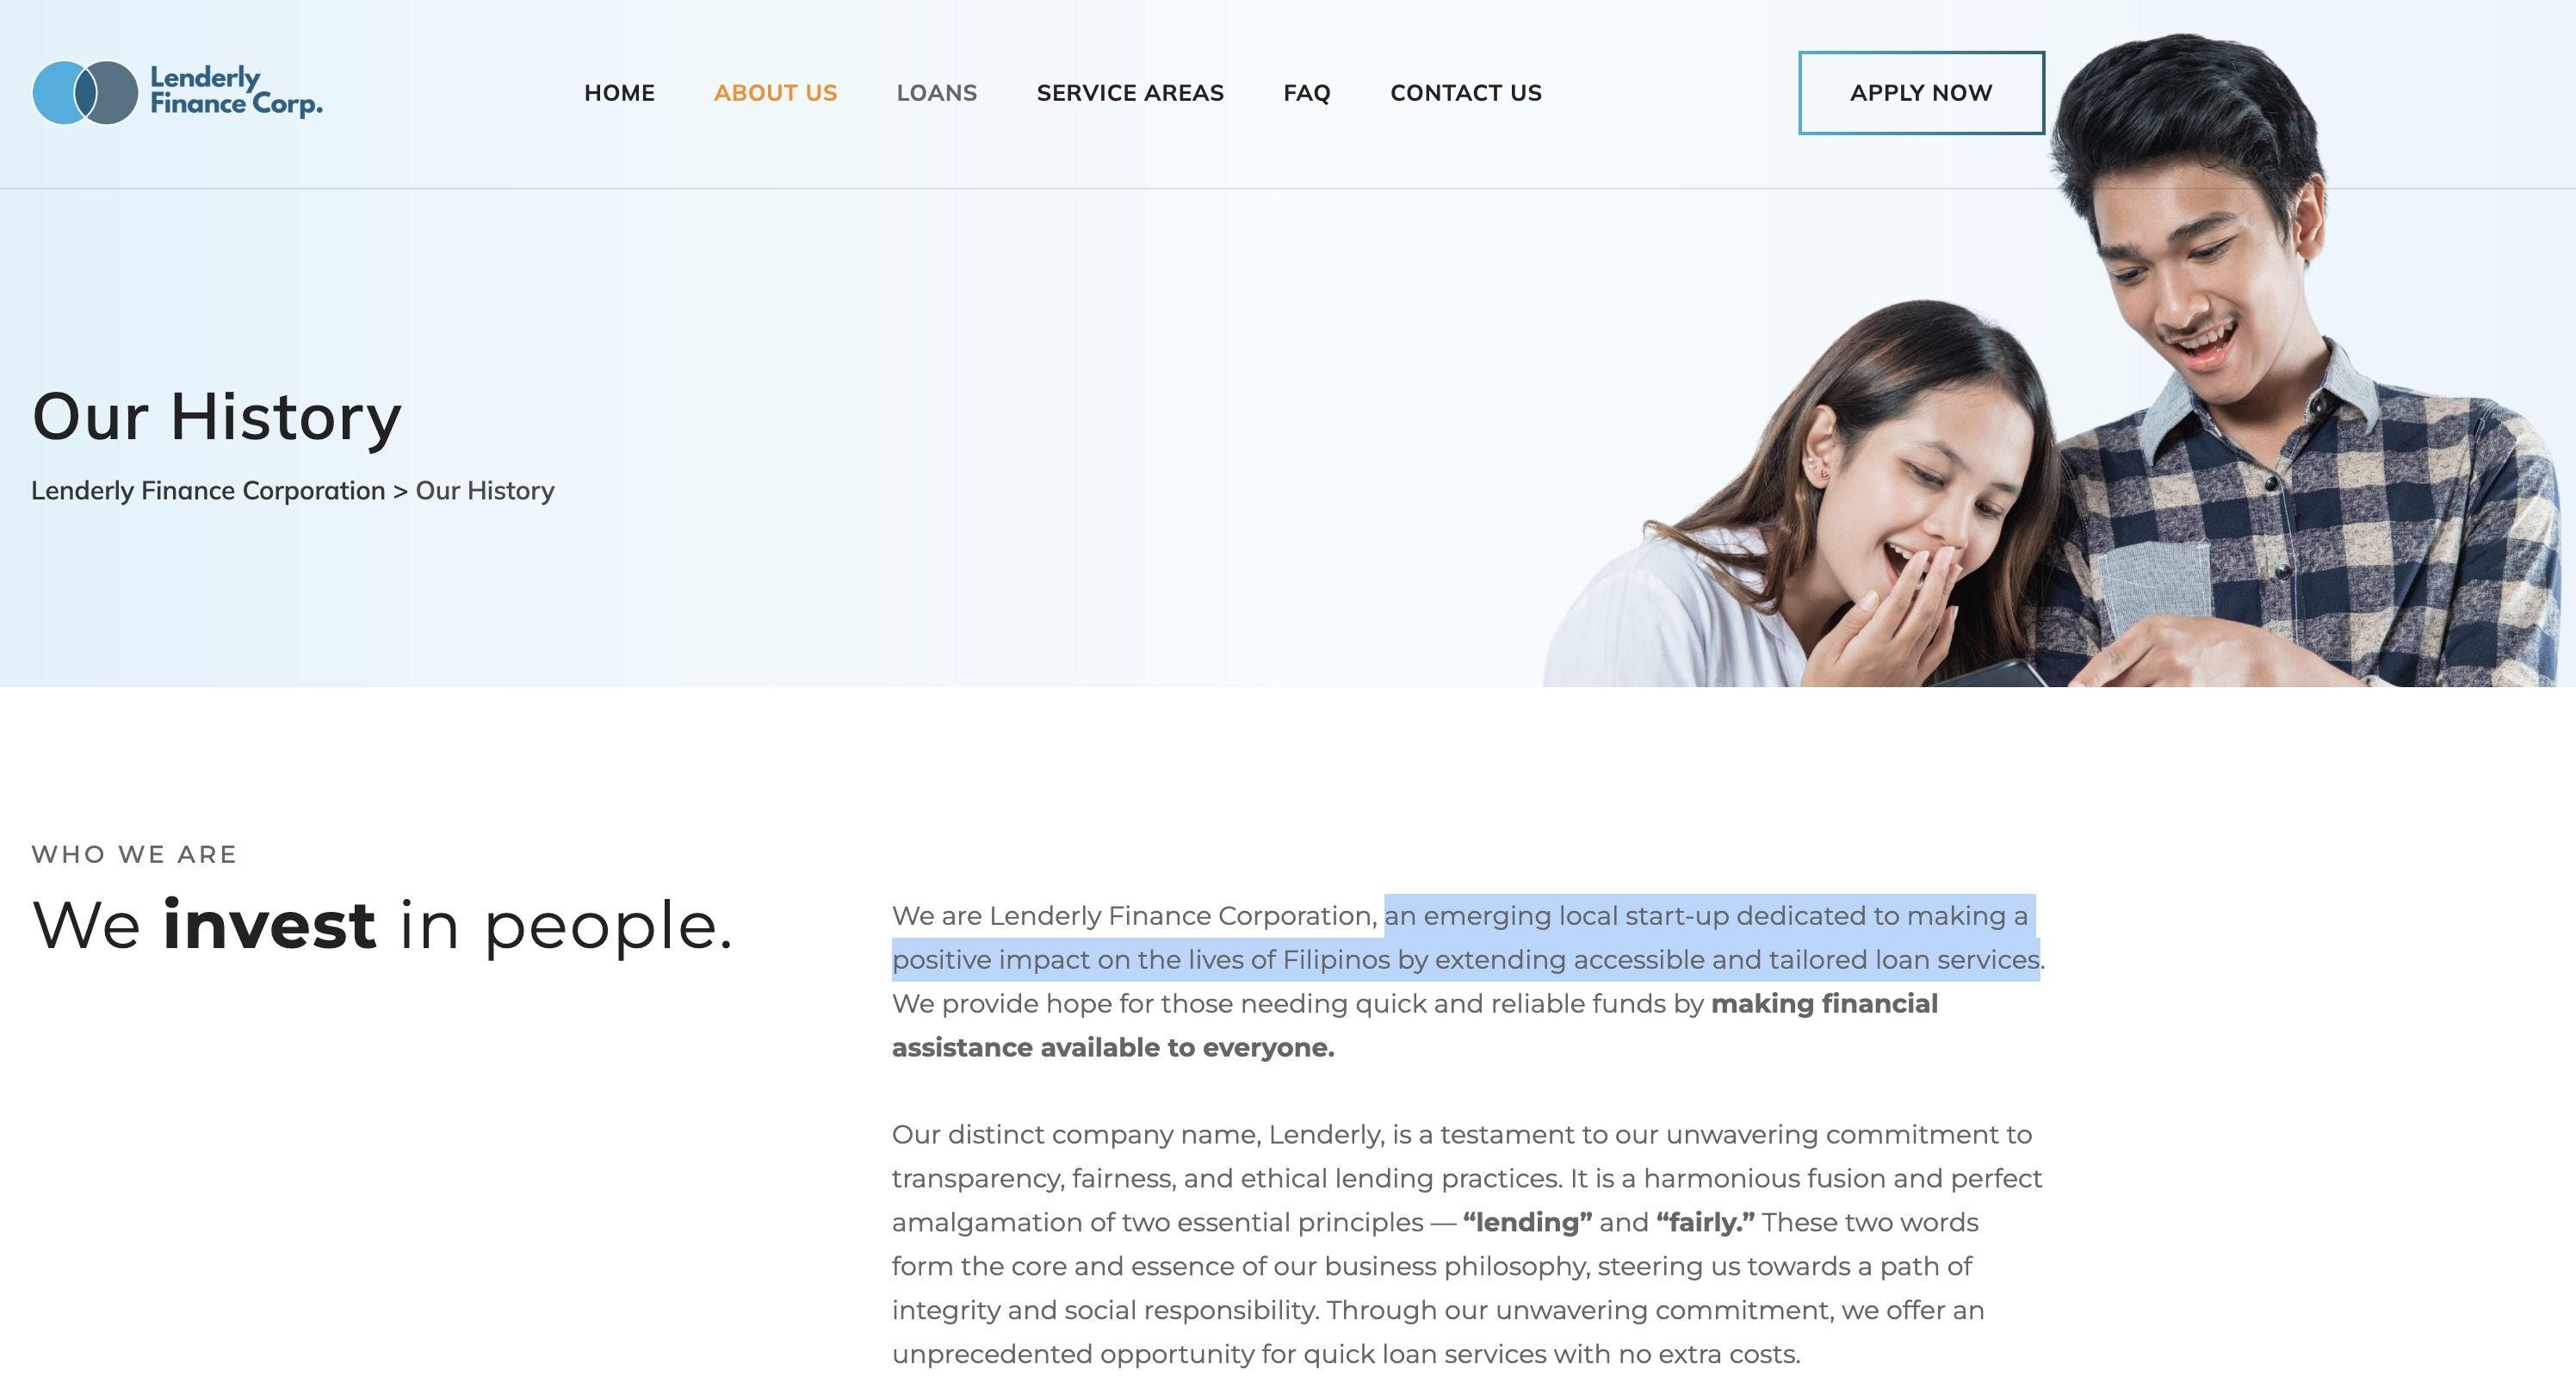 Lenderly
Finance Corp.
HOME ABOUT US LOANS SERVICE AREAS FAQ CONTACT US APPLY NOW
Our History
Lenderly Finance Corporation > Our History
WHO WE ARE
We invest in people.
We are Lenderly Finance Corporation, an emerging local start-up dedicated to making a
positive impact on the lives of Filipinos by extending accessible and tailored loan services.
We provide hope for those needing quick and reliable funds by making financial
assistance available to everyone.
Our distinct company name, Lenderly, is a testament to our unwavering commitment to
transparency, fairness, and ethical lending practices. It is a harmonious fusion and perfect
amalgamation of two essential principles — “lending” and “fairly.” These two words
form the core and essence of our business philosophy, steering us towards a path of
integrity and social responsibility. Through our unwavering commitment, we offer an
unprecedented opportunity for quick loan services with no extra costs.